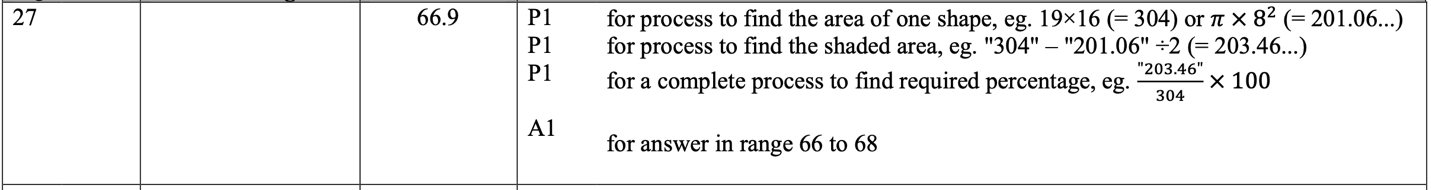 27 66.9 P1 for process to find the area of one shape, eg. 19×16 (= 304) or π × 8² (= 201.06...)
P1 for process to find the shaded area, eg. "304" – "201.06" ÷2 (= 203.46...)
P1 for a complete process to find required percentage, eg. "203.46"/304 × 100
A1
for answer in range 66 to 68